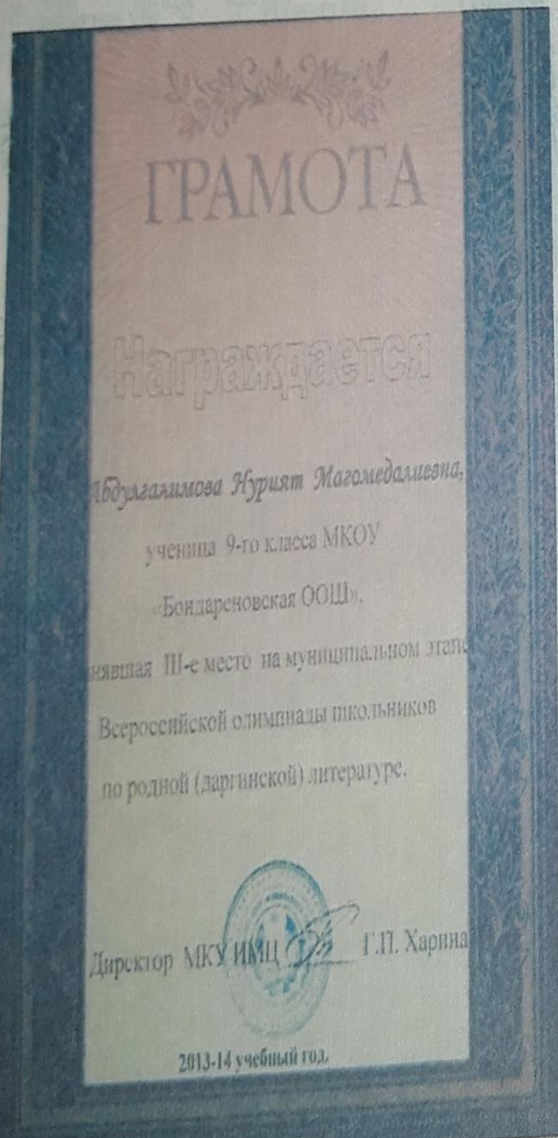 ГРАМОТА
Награждается
Абдулгалимова Нурият Магомедалиевна,
ученица 9-го класса МКОУ
«Бондареновская ООШ»,
нявшая III-е место на муниципальном этапе
Всероссийской олимпиады школьников
по родной (даргинской) литературе.
Директор МКУ ИМЦ Г.П. Харина
2013-14 учебный год.